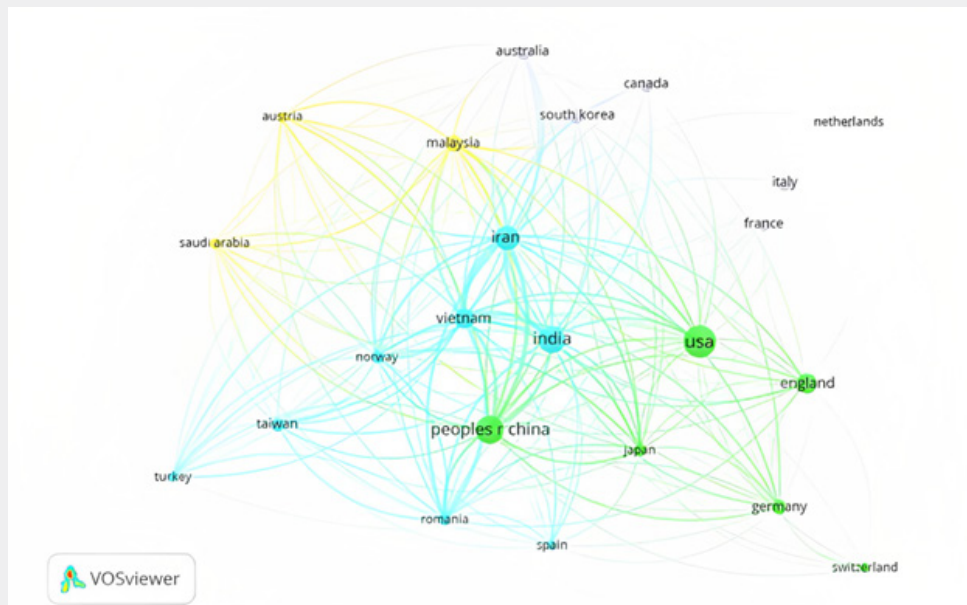 australia
canada
austria
south korea
netherlands
malaysia
italy
france
iran
saudi arabia
vietnam
india
usa
norway
england
taiwan
peoples r china
japan
turkey
germany
romania
spain
switzerland
VOSviewer